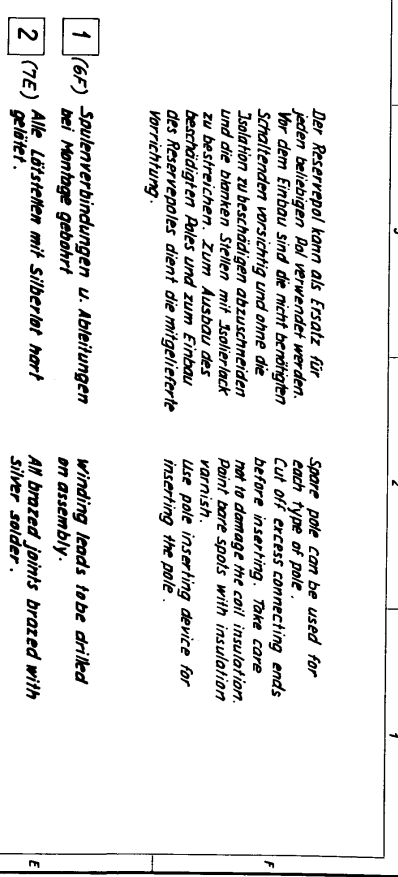 3
2
1
F
E
Der Reservepol kann als Ersatz für
jeden beliebigen Pol verwendet werden.
Vor dem Einbau sind die nicht benötigten
Schaltenden vorsichtig und ohne die
Isolation zu beschädigen abzuschneiden
und die blanken Stellen mit Isolierlack
zu bestreichen. Zum Ausbau des
beschädigten Poles und zum Einbau
des Reservepoles dient die mitgelieferte
Vorrichtung.
Spare pole can be used for
each type of pole.
Cut off excess connecting ends
before inserting. Take care
not to damage the coil insulation.
Paint bare spots with insulation
varnish.
Use pole inserting device for
inserting the pole.
1 (6F) Spulenverbindungen u. Ableitungen
bei Montage gebohrt
Winding leads to be drilled
on assembly.
2 (7E) Alle Lötstellen mit Silberlot hart
gelötet.
All brazed joints brazed with
silver solder.